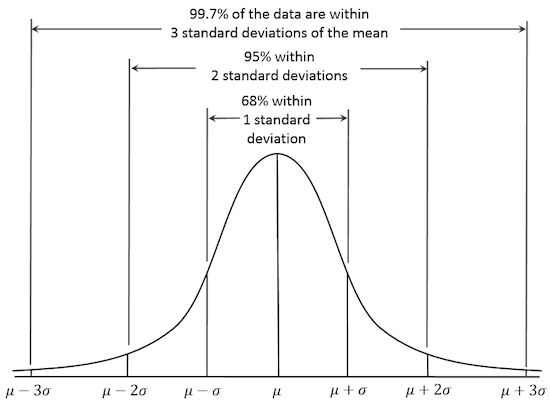 99.7% of the data are within
3 standard deviations of the mean
95% within
2 standard deviations
68% within
1 standard
deviation
μ − 3σ μ − 2σ μ − σ μ μ + σ μ + 2σ μ + 3σ